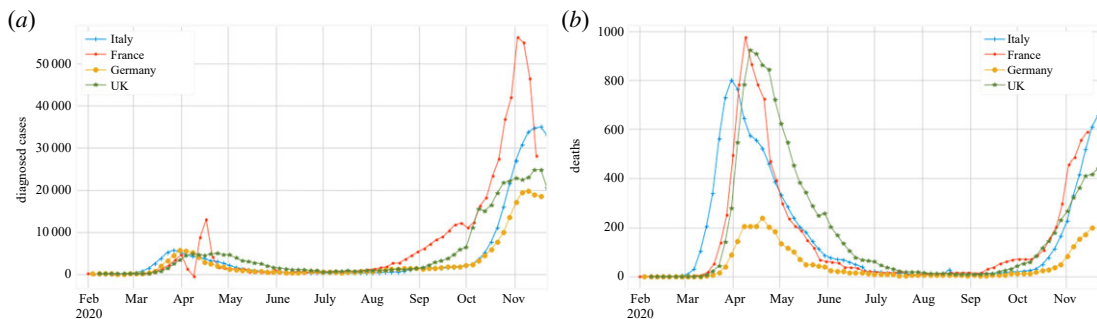 (a)
Italy
France
Germany
UK
50 000
40 000
30 000
20 000
10 000
0
diagnosed cases
Feb Mar Apr May June July Aug Sep Oct Nov
2020
(b)
Italy
France
Germany
UK
1000
800
600
400
200
0
deaths
Feb Mar Apr May June July Aug Sep Oct Nov
2020